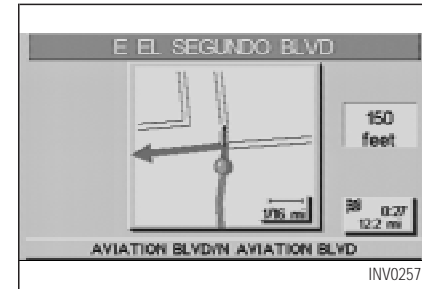 E EL SEGUNDO BLVD
150
feet
1/16 mi
0:27
12.2 mi
AVIATION BLVD/N AVIATION BLVD
INV0257